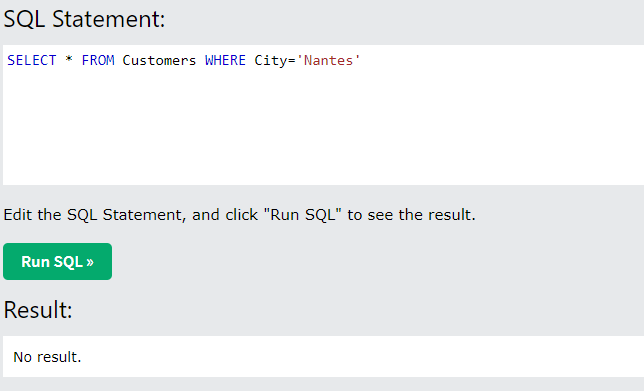 SQL Statement:
SELECT * FROM Customers WHERE City='Nantes'
Edit the SQL Statement, and click "Run SQL" to see the result.
Run SQL »
Result:
No result.